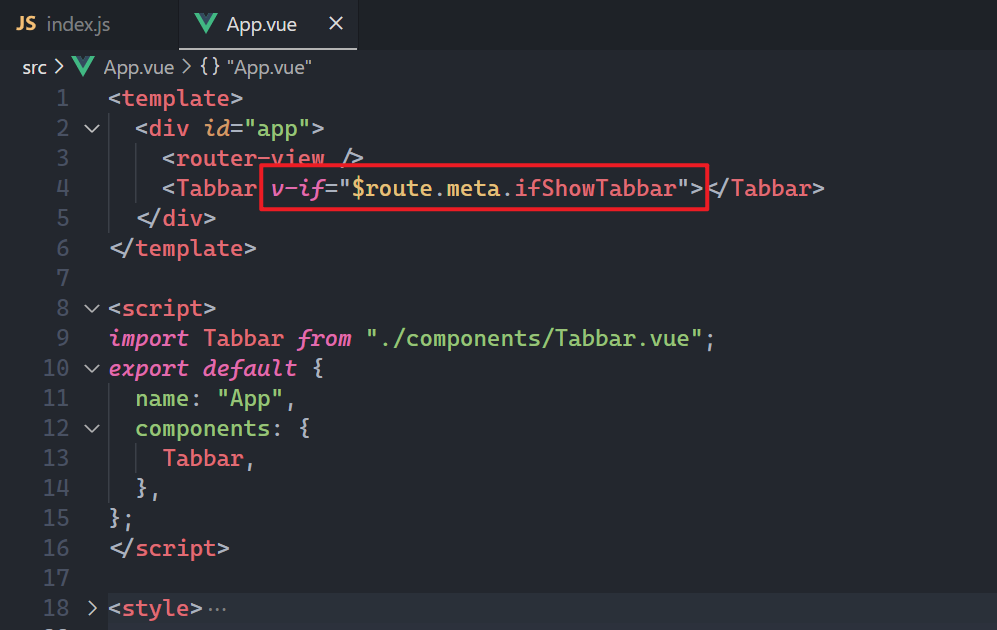 JS index.js App.vue ×
src > App.vue > {} "App.vue"
1 <template>
2 <div id="app">
3 <router-view />
4 <Tabbar v-if="$route.meta.ifShowTabbar"></Tabbar>
5 </div>
6 </template>
7
8 <script>
9 import Tabbar from "./components/Tabbar.vue";
10 export default {
11 name: "App",
12 components: {
13 Tabbar,
14 },
15 };
16 </script>
17
18 <style>···